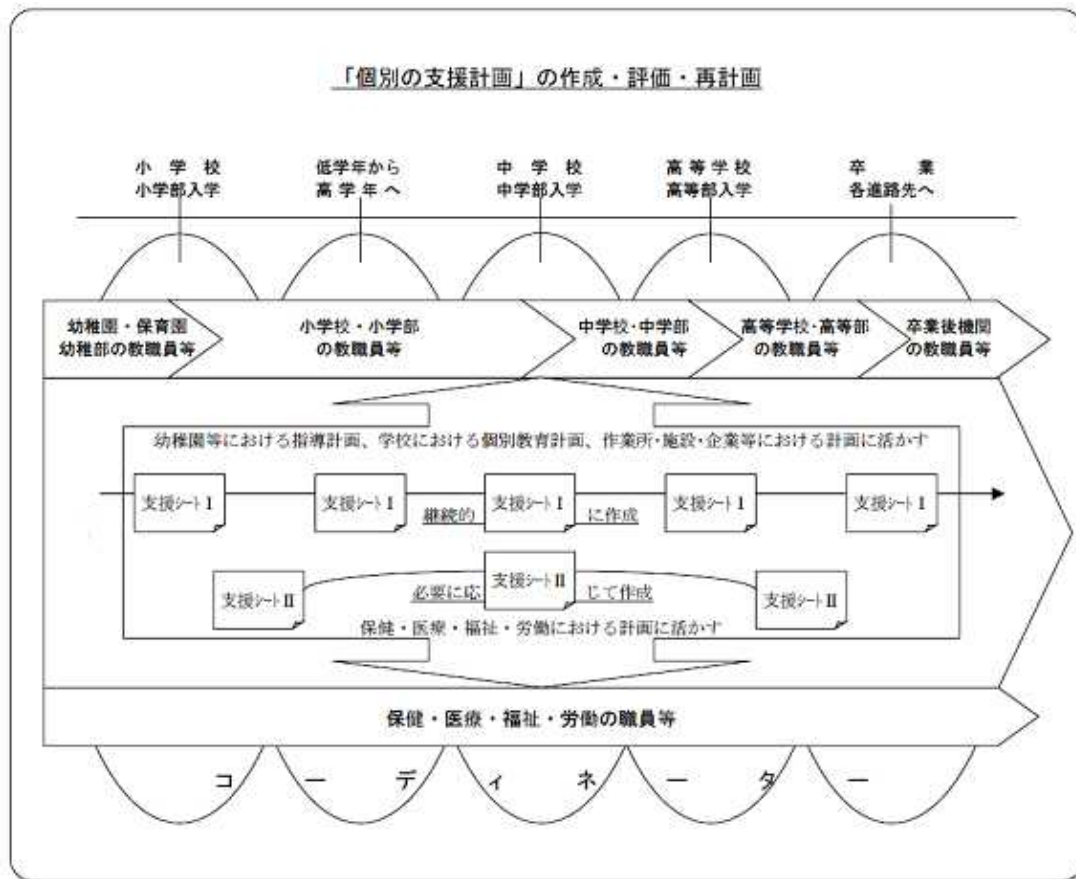 「個別の支援計画」の作成・評価・再計画
小学校
小学部入学
低学年から
高学年へ
中学校
中学部入学
高等学校
高等部入学
卒業
各進路先へ
幼稚園・保育園
幼稚部の教職員等
小学校・小学部
の教職員等
中学校・中学部
の教職員等
高等学校・高等部
の教職員等
卒業後機関
の教職員等
幼稚園等における指導計画、学校における個別教育計画、作業所・施設・企業等における計画に活かす
支援シートⅠ
支援シートⅠ
支援シートⅠ
支援シートⅠ
支援シートⅠ
継続的に作成
支援シートⅡ
支援シートⅡ
支援シートⅡ
必要に応じて作成
保健・医療・福祉・労働における計画に活かす
保健・医療・福祉・労働の職員等
コーディネーター